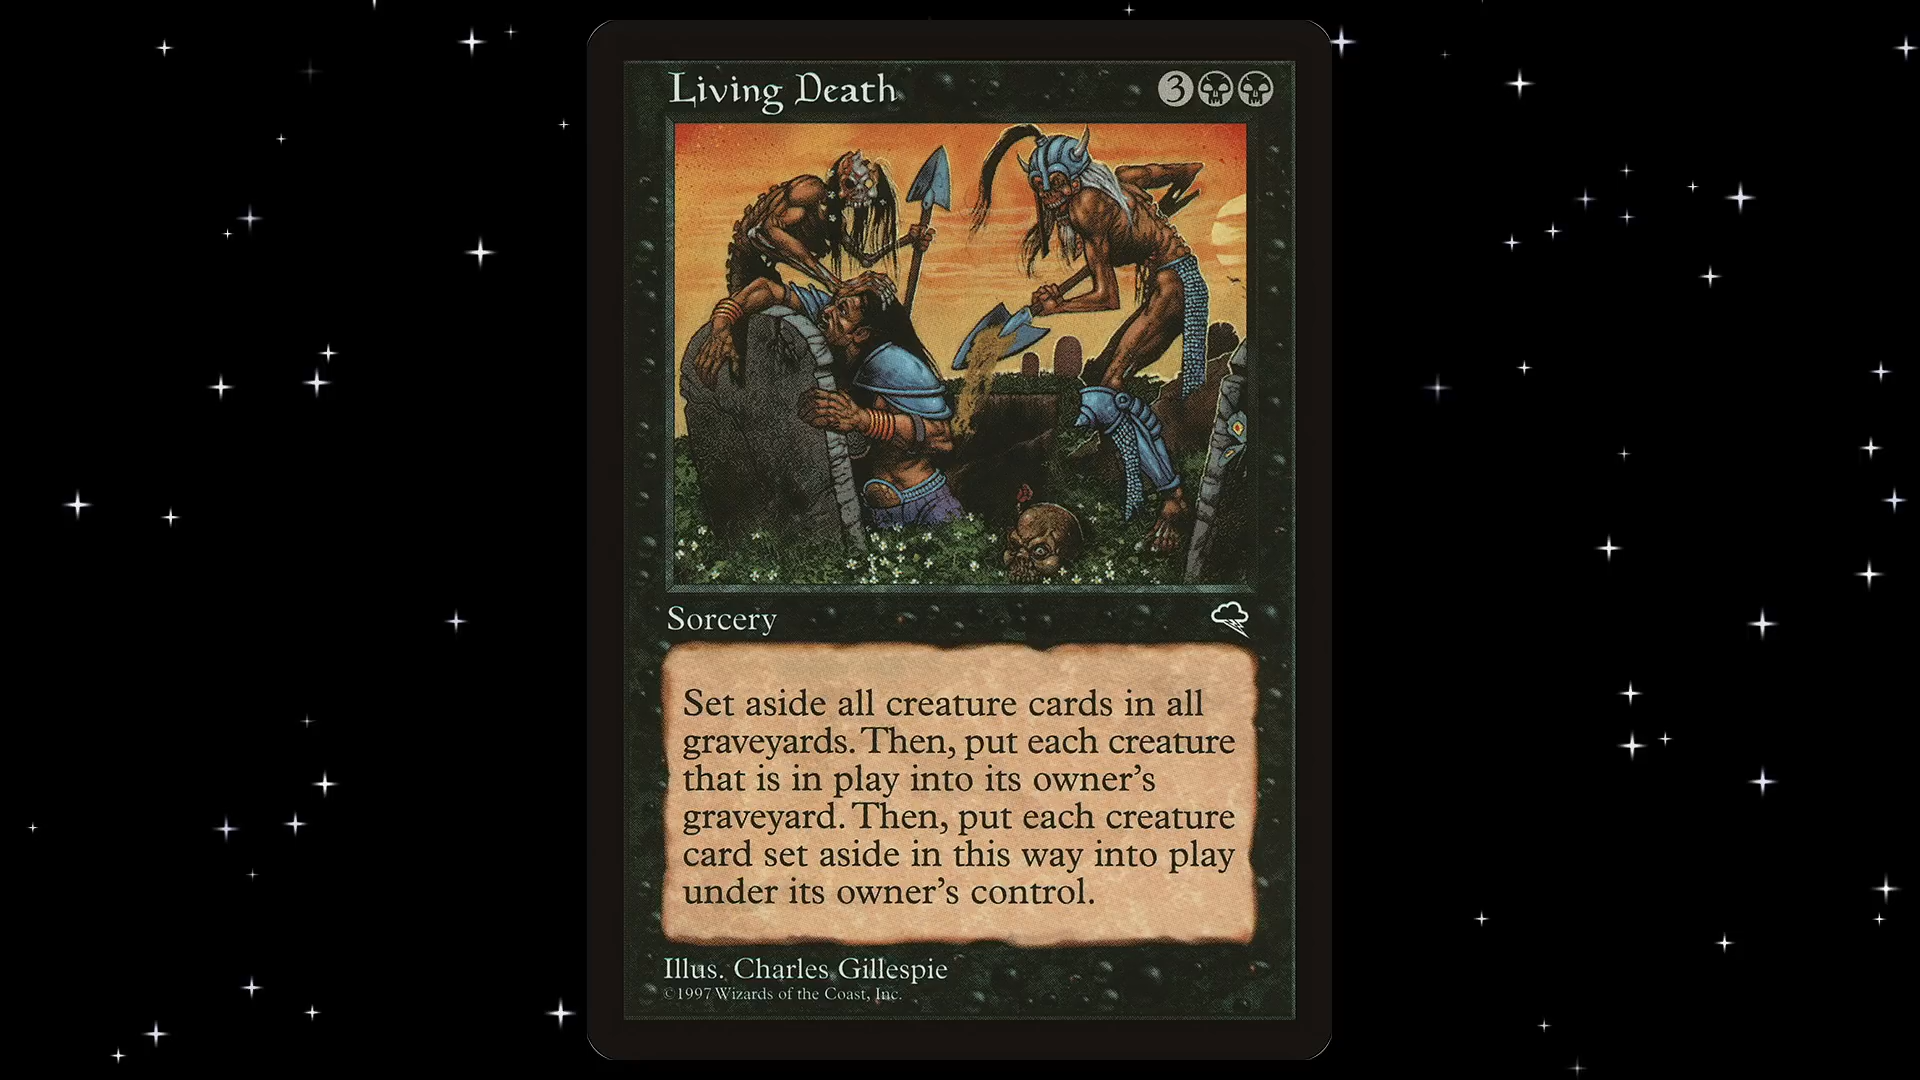 Living Death 3
Sorcery
Set aside all creature cards in all
graveyards. Then, put each creature
that is in play into its owner's
graveyard. Then, put each creature
card set aside in this way into play
under its owner's control.
Illus. Charles Gillespie
©1997 Wizards of the Coast, Inc.